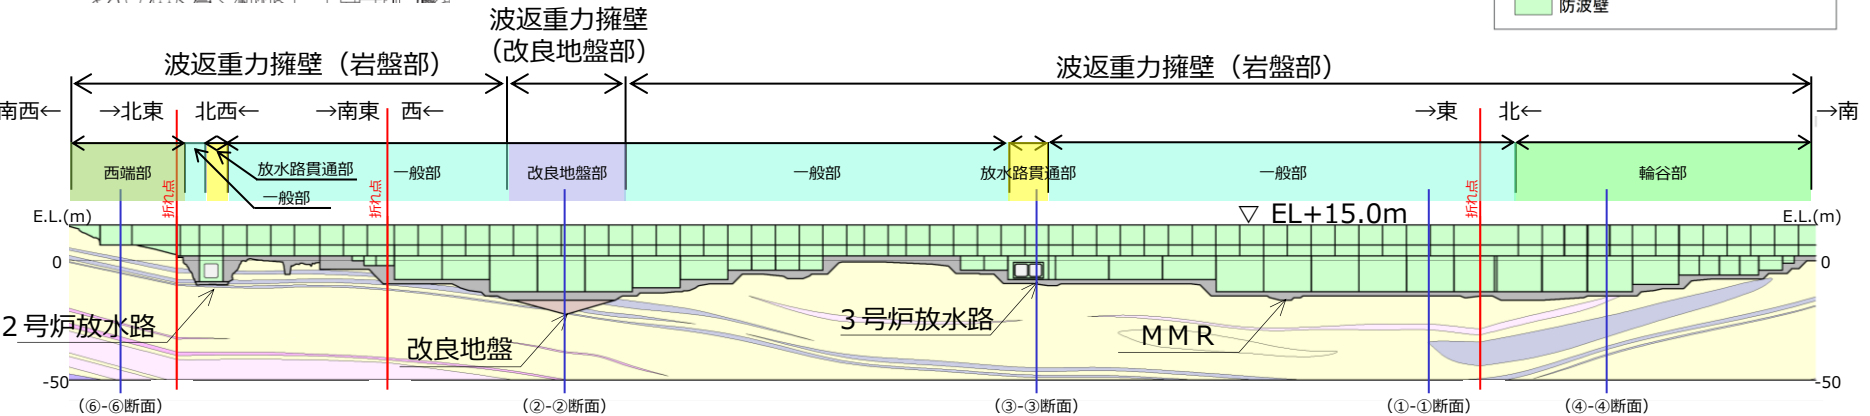 防波壁
波返重力擁壁
（改良地盤部）
波返重力擁壁（岩盤部）
波返重力擁壁（岩盤部）
南西←
→北東
北西←
→南東
西←
→東
北←
→南
西端部
放水路貫通部
一般部
一般部
改良地盤部
一般部
放水路貫通部
一般部
輪谷部
折れ点
折れ点
折れ点
E.L.(m)
▽ EL+15.0m
E.L.(m)
0
0
２号炉放水路
改良地盤
３号炉放水路
ＭＭＲ
-50
-50
（⑥-⑥断面）
（②-②断面）
（③-③断面）
（①-①断面）
（④-④断面）